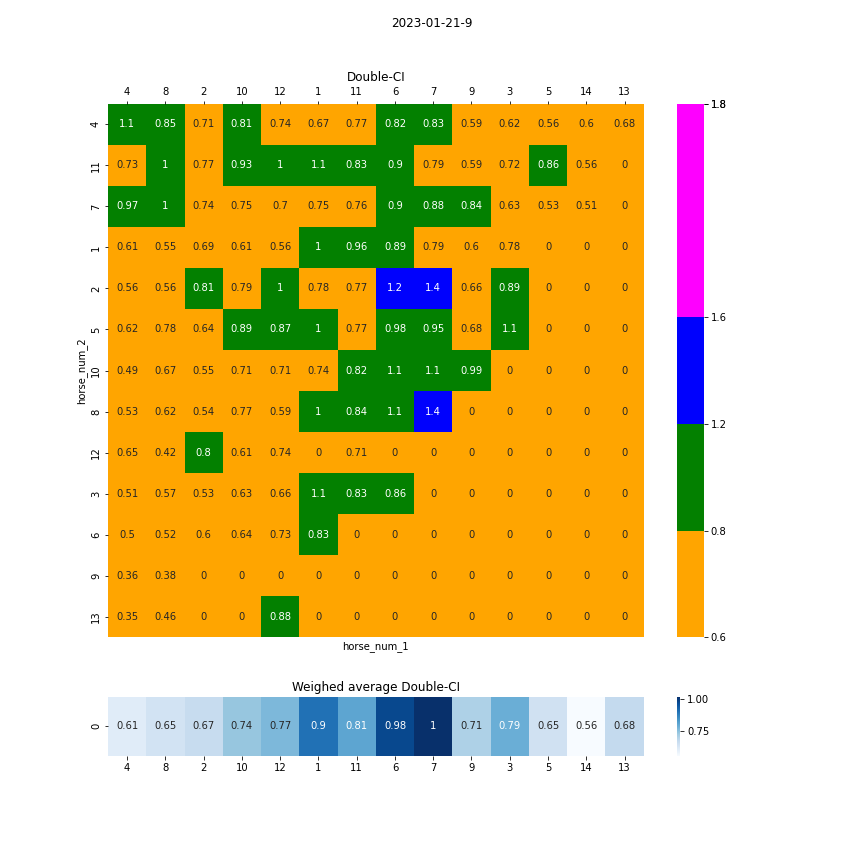 2023-01-21-9
Double-CI
4 8 2 10 12 1 11 6 7 9 3 5 14 13
4 1.1 0.85 0.71 0.81 0.74 0.67 0.77 0.82 0.83 0.59 0.62 0.56 0.6 0.68
11 0.73 1 0.77 0.93 1 1.1 0.83 0.9 0.79 0.59 0.72 0.86 0.56 0
7 0.97 1 0.74 0.75 0.7 0.75 0.76 0.9 0.88 0.84 0.63 0.53 0.51 0
1 0.61 0.55 0.69 0.61 0.56 1 0.96 0.89 0.79 0.6 0.78 0 0 0
2 0.56 0.56 0.81 0.79 1 0.78 0.77 1.2 1.4 0.66 0.89 0 0 0
5 0.62 0.78 0.64 0.89 0.87 1 0.77 0.98 0.95 0.68 1.1 0 0 0
10 0.49 0.67 0.55 0.71 0.71 0.74 0.82 1.1 1.1 0.99 0 0 0 0
8 0.53 0.62 0.54 0.77 0.59 1 0.84 1.1 1.4 0 0 0 0 0
12 0.65 0.42 0.8 0.61 0.74 0 0.71 0 0 0 0 0 0 0
3 0.51 0.57 0.53 0.63 0.66 1.1 0.83 0.86 0 0 0 0 0 0
6 0.5 0.52 0.6 0.64 0.73 0.83 0 0 0 0 0 0 0 0
9 0.36 0.38 0 0 0 0 0 0 0 0 0 0 0 0
13 0.35 0.46 0 0 0.88 0 0 0 0 0 0 0 0 0
horse_num_2
horse_num_1
1.8
1.6
1.2
0.8
0.6
Weighed average Double-CI
0 0.61 0.65 0.67 0.74 0.77 0.9 0.81 0.98 1 0.71 0.79 0.65 0.56 0.68
4 8 2 10 12 1 11 6 7 9 3 5 14 13
1.00
0.75